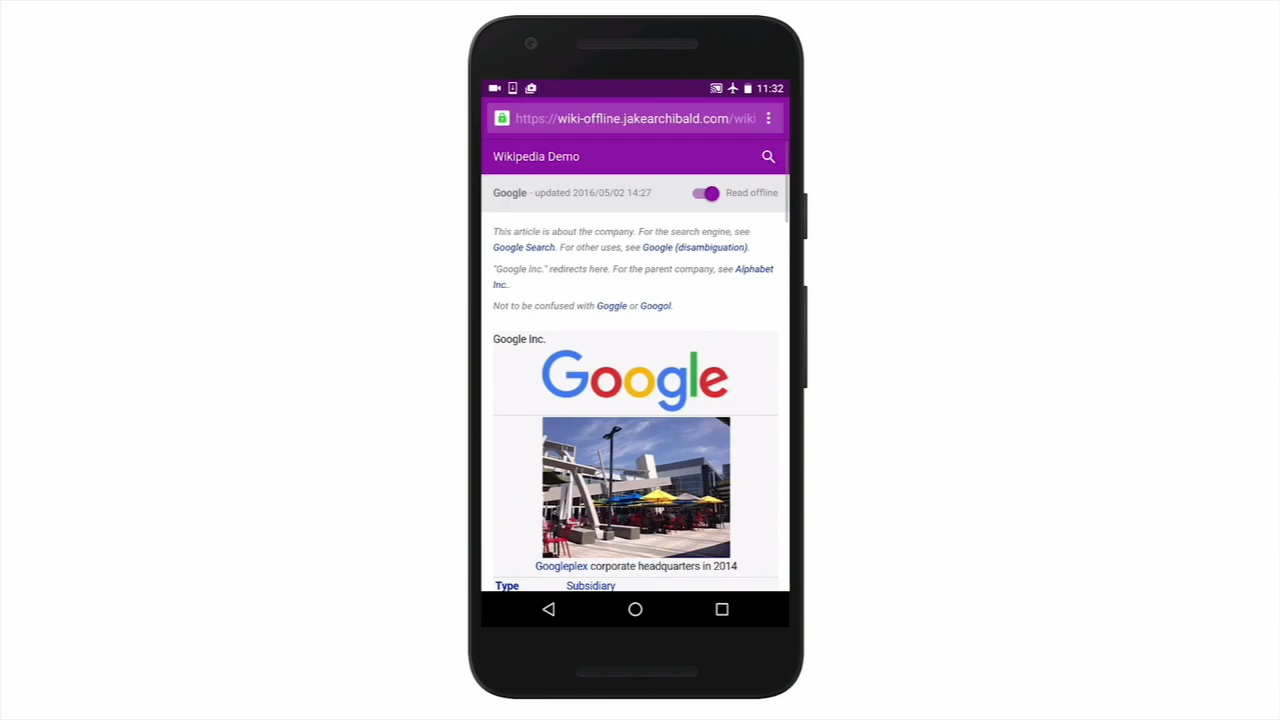 11:32
https://wiki-offline.jakearchibald.com/wiki
Wikipedia Demo
Google - updated 2016/05/02 14:27 Read offline
This article is about the company. For the search engine, see
Google Search. For other uses, see Google (disambiguation).
"Google Inc." redirects here. For the parent company, see Alphabet
Inc..
Not to be confused with Goggle or Googol.
Google Inc.
Google
Googleplex corporate headquarters in 2014
Type Subsidiary